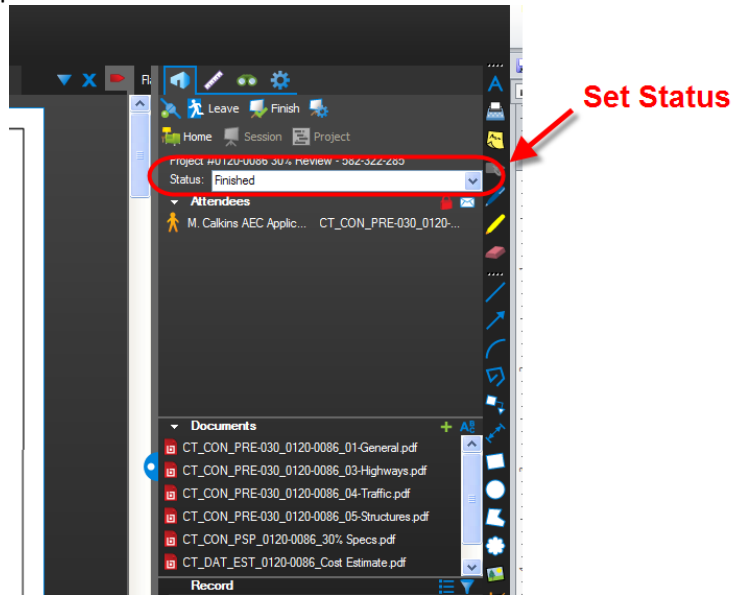 Set Status
Leave Finish
Home Session Project
Project #0120-0086 30% Review - 582-322-285
Status: Finished
Attendees
M. Calkins AEC Applic... CT_CON_PRE-030_0120-...
Documents
CT_CON_PRE-030_0120-0086_01-General.pdf
CT_CON_PRE-030_0120-0086_03-Highways.pdf
CT_CON_PRE-030_0120-0086_04-Traffic.pdf
CT_CON_PRE-030_0120-0086_05-Structures.pdf
CT_CON_PSP_0120-0086_30% Specs.pdf
CT_DAT_EST_0120-0086_Cost Estimate.pdf
Record